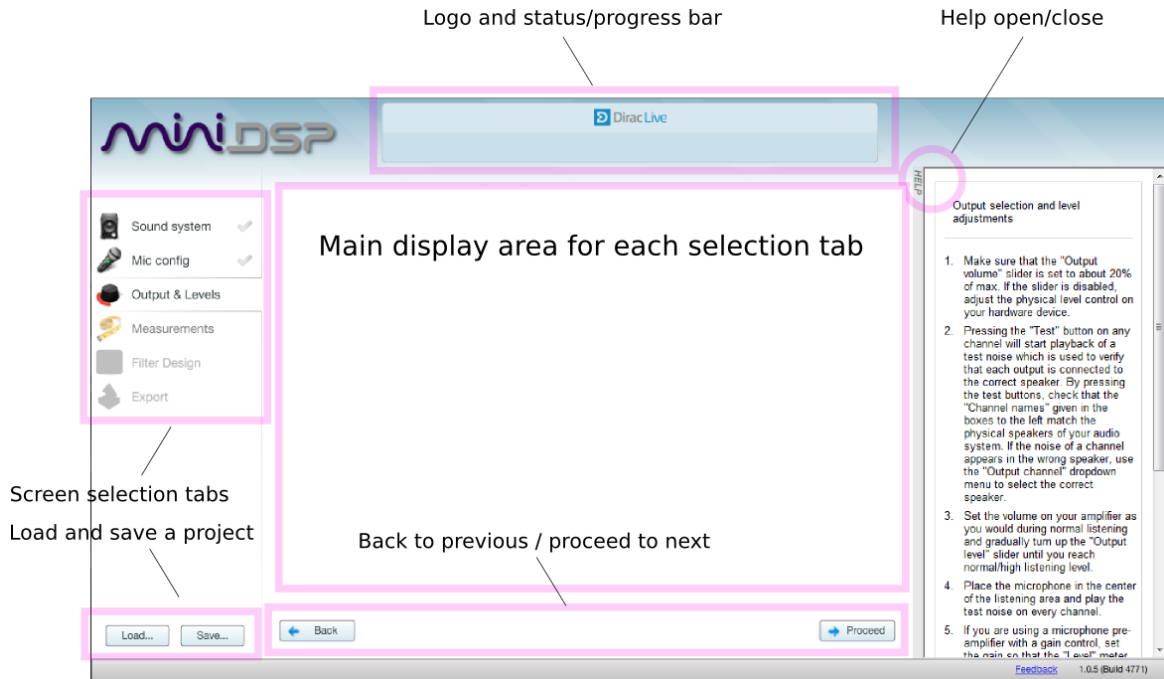 Logo and status/progress bar
Help open/close
miniDSP
Dirac Live
HELP
Sound system
Mic config
Output & Levels
Measurements
Filter Design
Export
Main display area for each selection tab
Output selection and level
adjustments
1. Make sure that the "Output
volume" slider is set to about 20%
of max. If the slider is disabled,
adjust the physical level control on
your hardware device.
2. Pressing the "Test" button on any
channel will start playback of a
test noise which is used to verify
that each output is connected to
the correct speaker. By pressing
the test buttons, check that the
"Channel names" given in the
boxes to the left match the
physical speakers of your audio
system. If the noise of a channel
appears in the wrong speaker, use
the "Output channel" dropdown
menu to select the correct
speaker.
3. Set the volume on your amplifier as
you would during normal listening
and gradually turn up the "Output
level" slider until you reach
normal/high listening level.
4. Place the microphone in the center
of the listening area and play the
test noise on every channel.
5. If you are using a microphone pre-
amplifier with a gain control, set
the gain so that the "Level" meter
Screen selection tabs
Load and save a project
Back to previous / proceed to next
Load...
Save...
Back
Proceed
Feedback
1.0.5 (Build 4771)